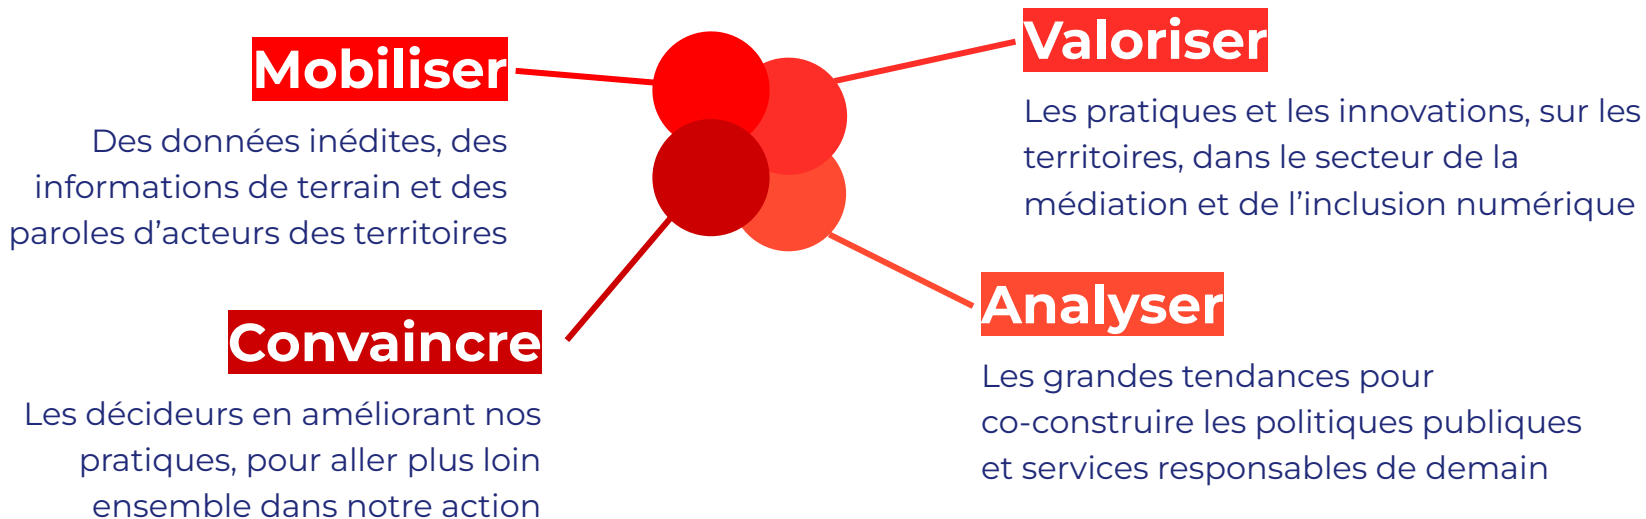 Mobiliser
Des données inédites, des
informations de terrain et des
paroles d’acteurs des territoires
Valoriser
Les pratiques et les innovations, sur les
territoires, dans le secteur de la
médiation et de l’inclusion numérique
Convaincre
Les décideurs en améliorant nos
pratiques, pour aller plus loin
ensemble dans notre action
Analyser
Les grandes tendances pour
co-construire les politiques publiques
et services responsables de demain